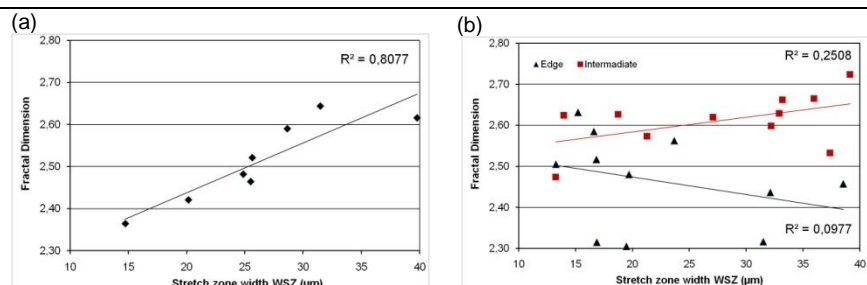 (a)
2,80
2,70
2,60
2,50
2,40
2,30
Fractal Dimension
R² = 0,8077
10 15 20 25 30 35 40
Stretch zone width WSZ (µm)
(b)
2,80
2,70
2,60
2,50
2,40
2,30
Fractal Dimension
Edge Intermadiate
R² = 0,2508
R² = 0,0977
10 15 20 25 30 35 40
Stretch zone width WSZ (µm)